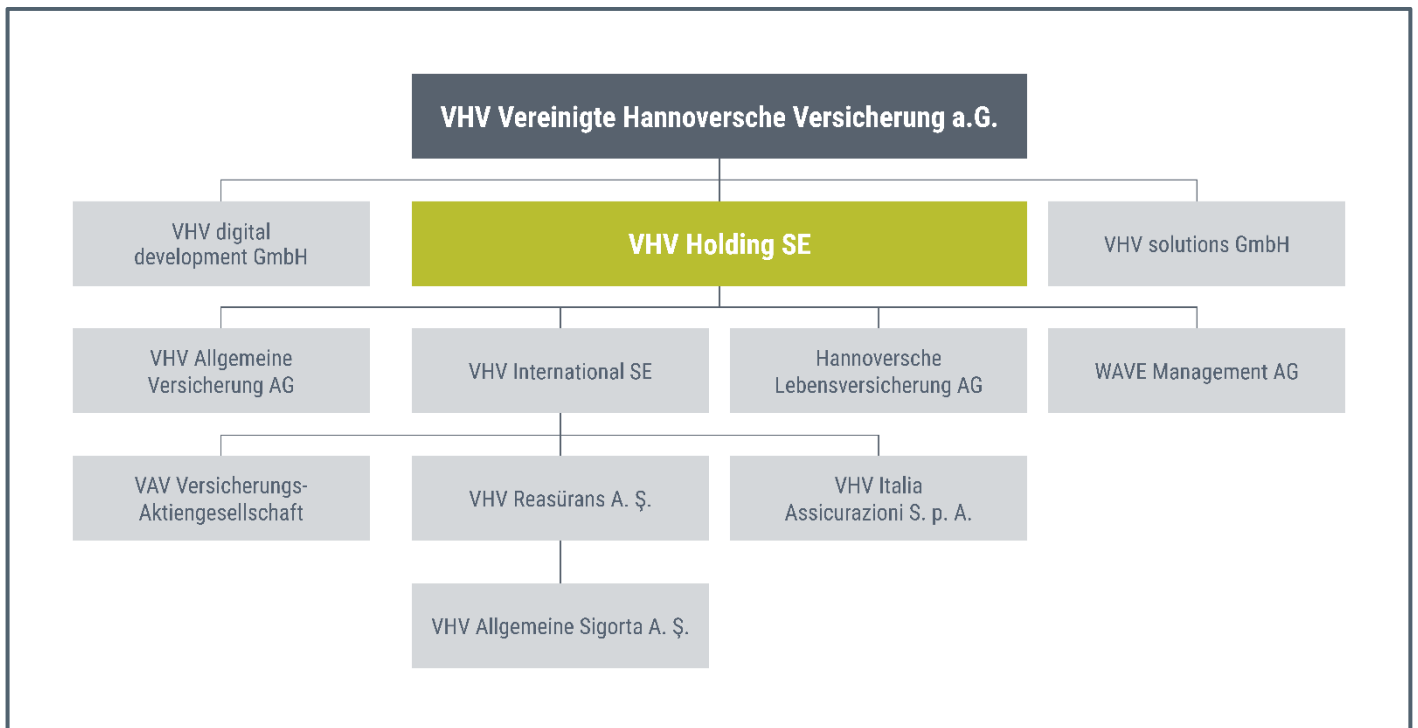 VHV Vereinigte Hannoversche Versicherung a.G.
VHV digital
development GmbH
VHV Holding SE
VHV solutions GmbH
VHV Allgemeine
Versicherung AG
VHV International SE
Hannoversche
Lebensversicherung AG
WAVE Management AG
VAV Versicherungs-
Aktiengesellschaft
VHV Reasürans A. Ş.
VHV Italia
Assicurazioni S. p. A.
VHV Allgemeine Sigorta A. Ş.